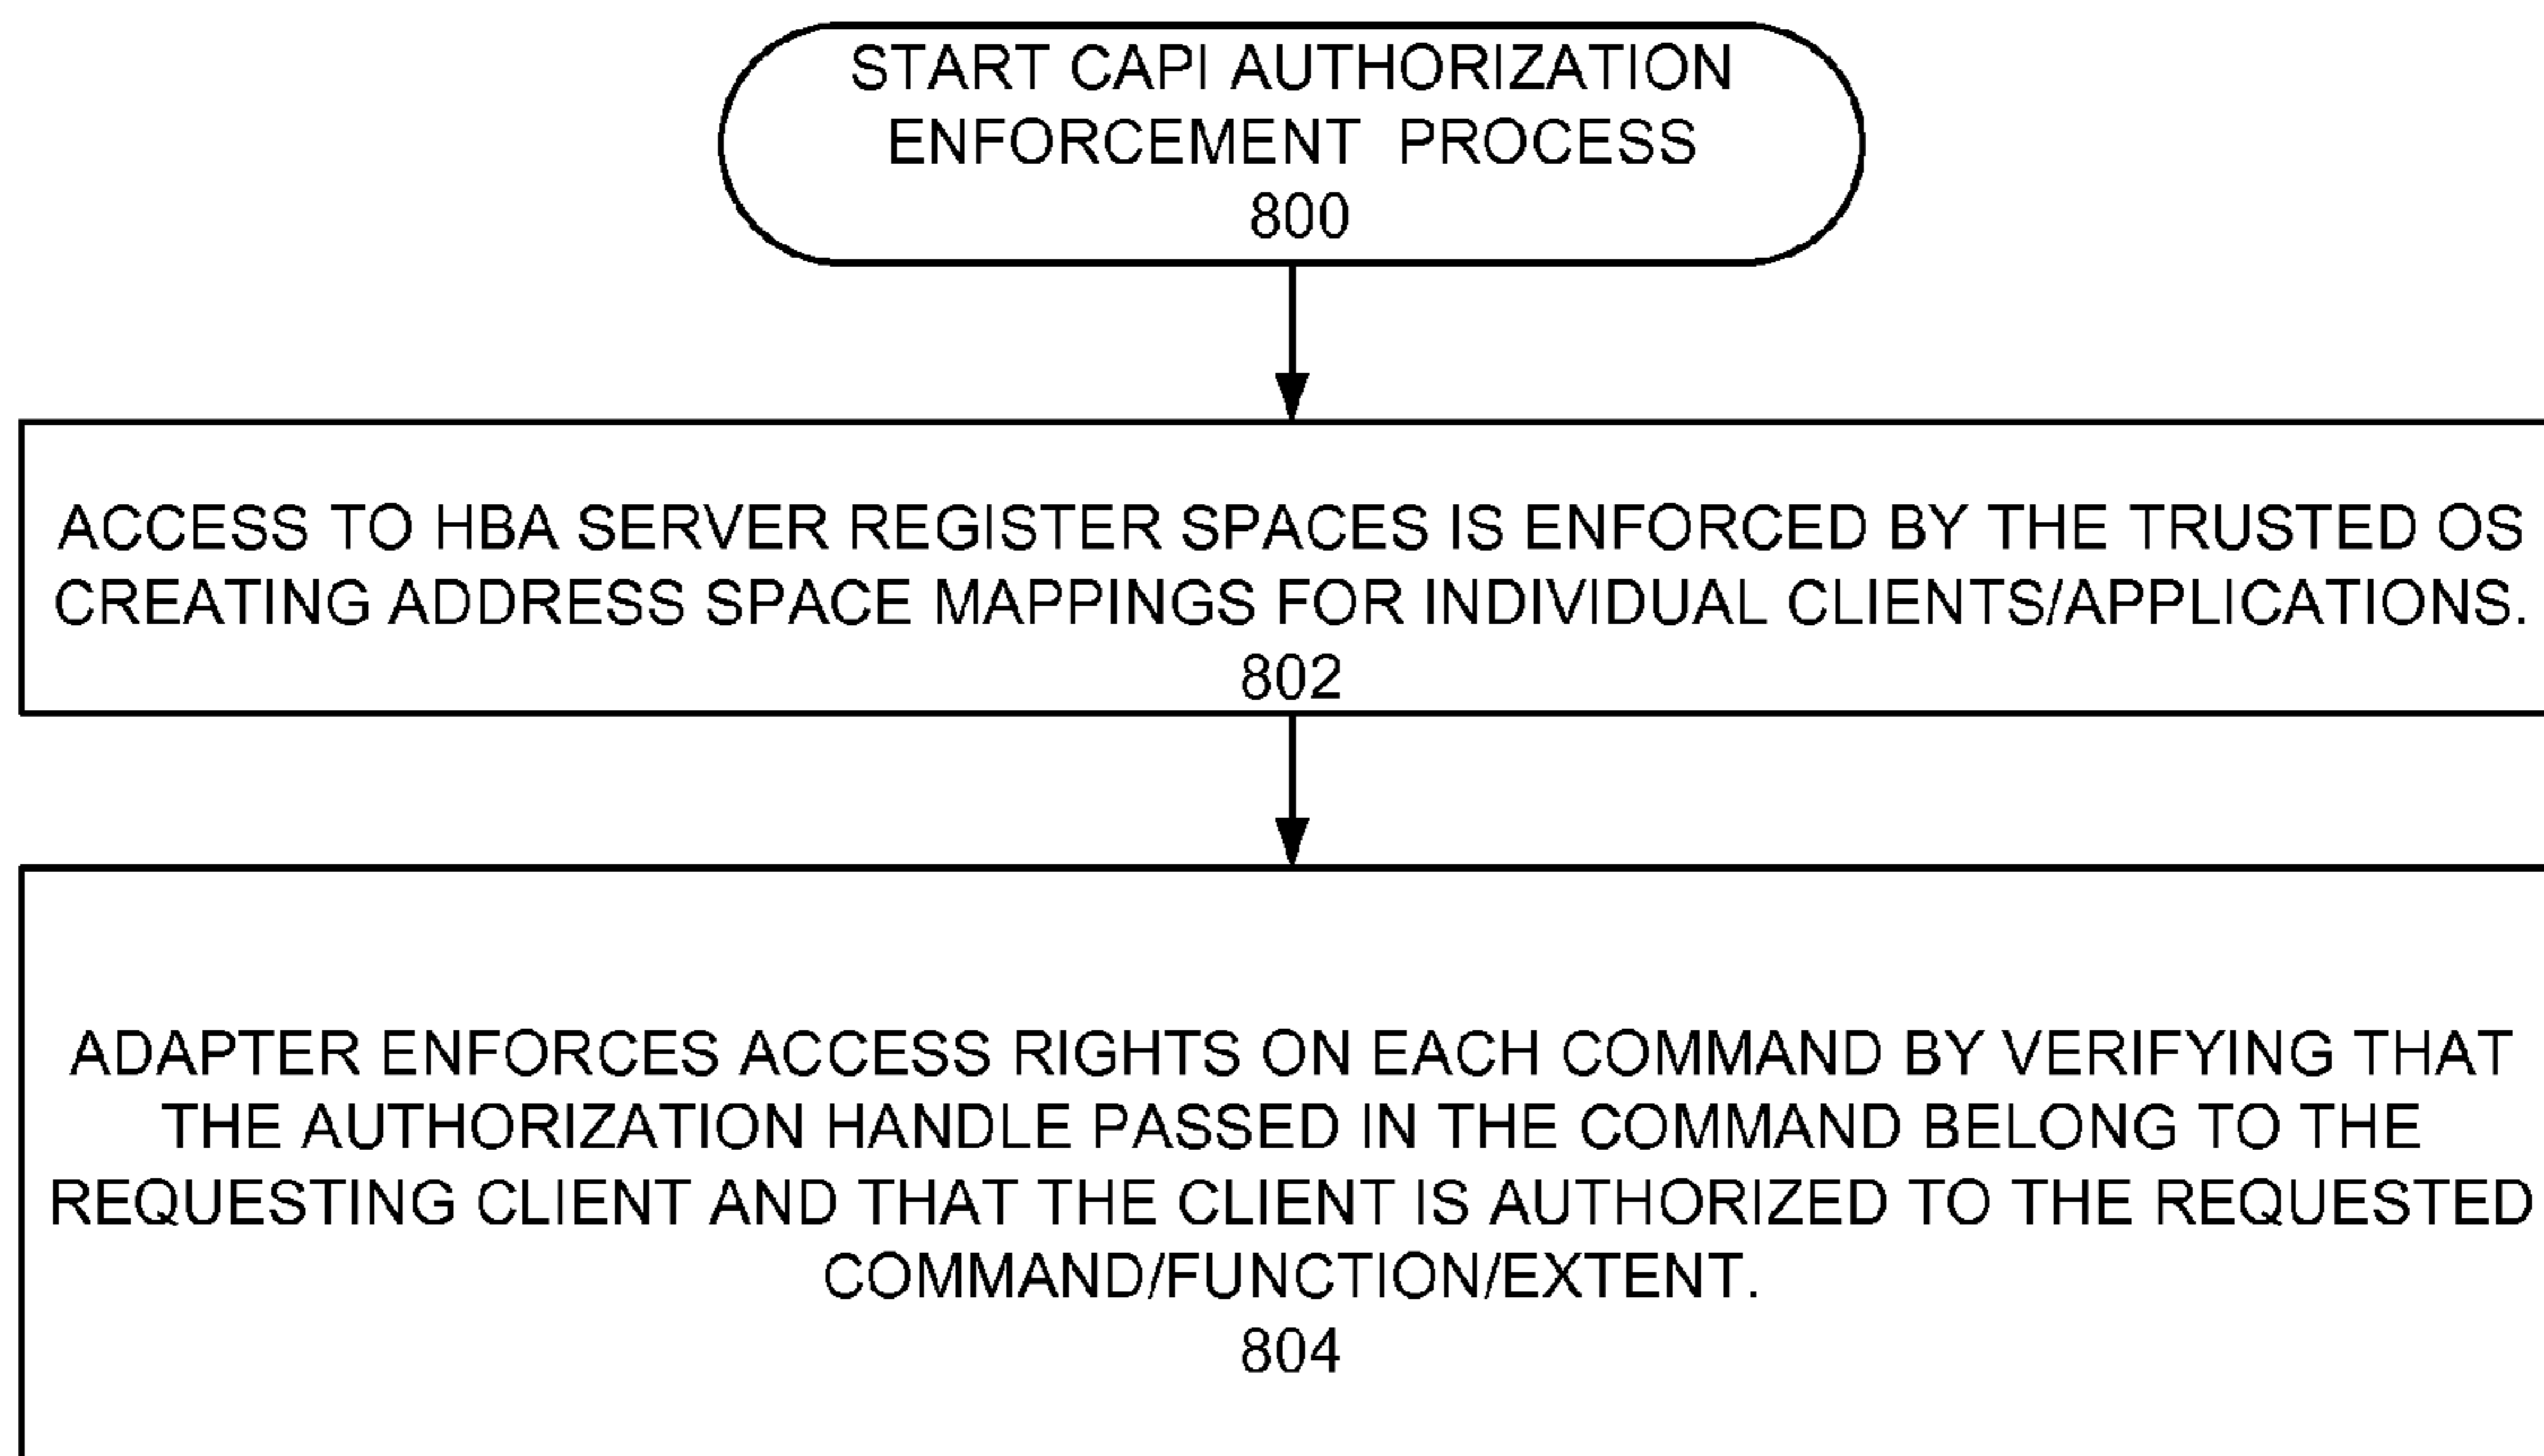 START CAPI AUTHORIZATION
ENFORCEMENT PROCESS
800
ACCESS TO HBA SERVER REGISTER SPACES IS ENFORCED BY THE TRUSTED OS
CREATING ADDRESS SPACE MAPPINGS FOR INDIVIDUAL CLIENTS/APPLICATIONS.
802
ADAPTER ENFORCES ACCESS RIGHTS ON EACH COMMAND BY VERIFYING THAT
THE AUTHORIZATION HANDLE PASSED IN THE COMMAND BELONG TO THE
REQUESTING CLIENT AND THAT THE CLIENT IS AUTHORIZED TO THE REQUESTED
COMMAND/FUNCTION/EXTENT.
804